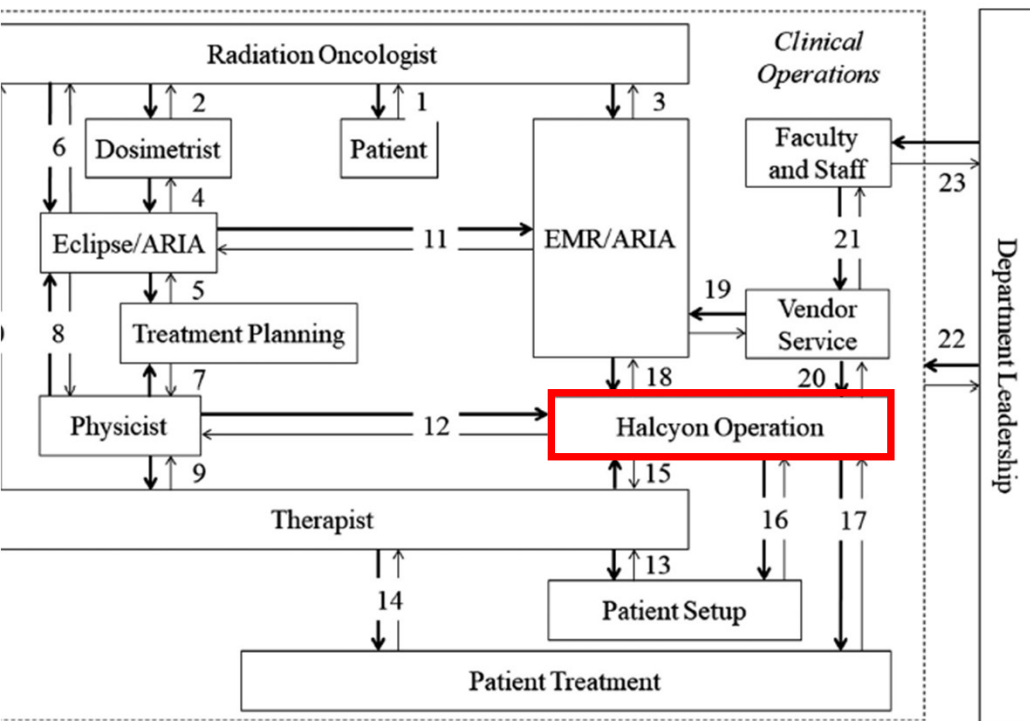 Radiation Oncologist
Clinical
Operations
2
1
3
6
Dosimetrist
Patient
Faculty
and Staff
23
4
Eclipse/ARIA
11
EMR/ARIA
21
5
19
Vendor
Service
8
Treatment Planning
22
Department Leadership
7
18
20
Physicist
12
Halcyon Operation
9
15
Therapist
16
17
13
14
Patient Setup
Patient Treatment